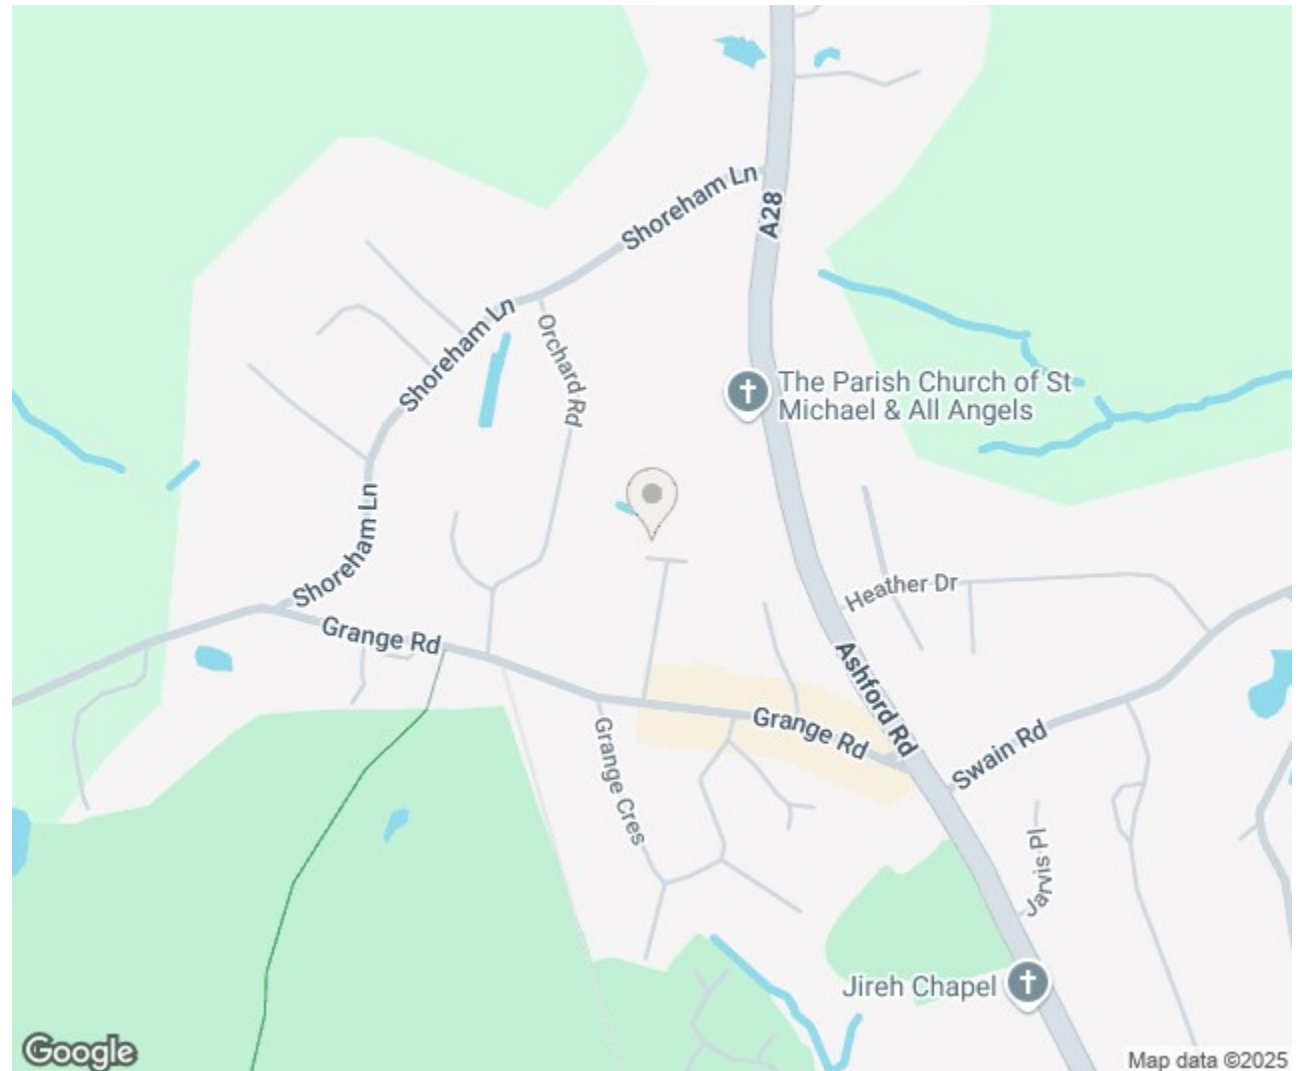 Shoreham Ln
A28
Shoreham Ln
Orchard Rd
The Parish Church of St
Michael & All Angels
Shoreham Ln
Heather Dr
Grange Rd
Ashford Rd
Grange Rd
Grange Cres
Swain Rd
Jarvis Pl
Jireh Chapel
Google
Map data ©2025